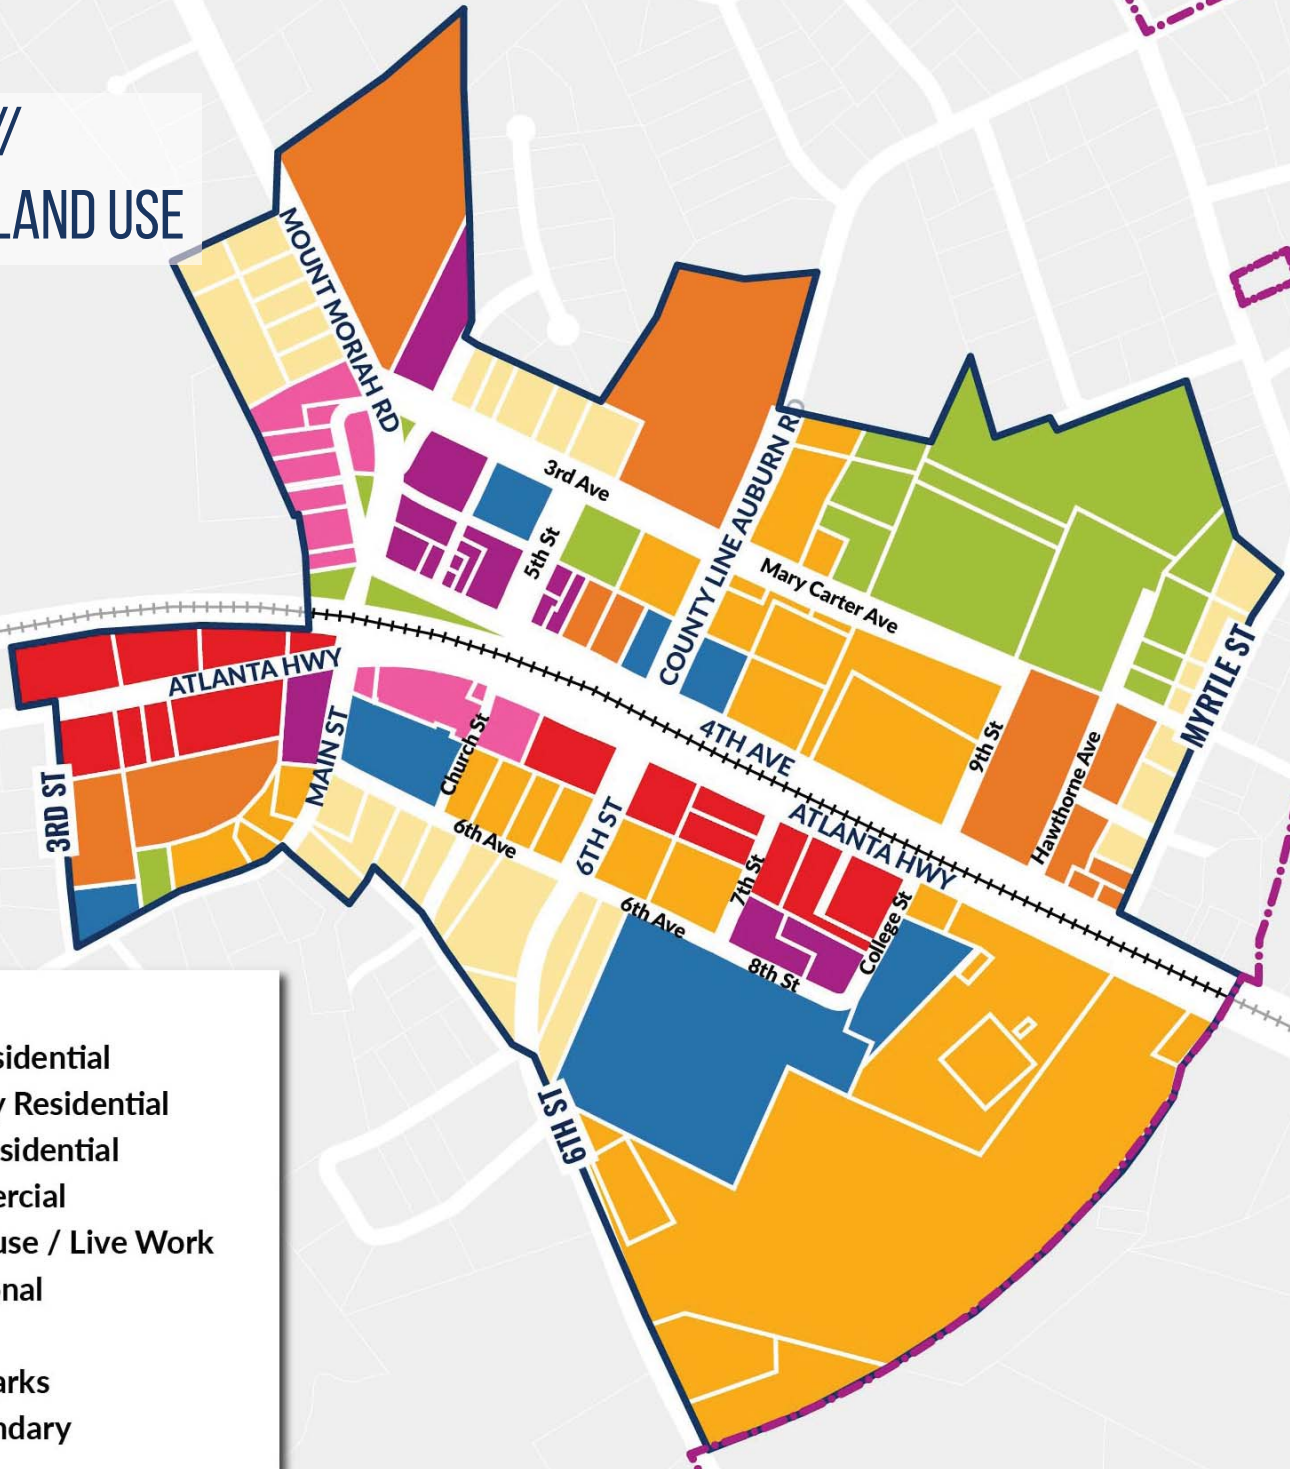 //
LAND USE
MOUNT MORIAH RD
3rd Ave
5th St
COUNTY LINE AUBURN RD
Mary Carter Ave
MYRTLE ST
ATLANTA HWY
MAIN ST
Church St
4TH AVE
9th St
Hawthorne Ave
3RD ST
6th Ave
6TH ST
ATLANTA HWY
7th St
College St
6th Ave
8th St
6TH ST
sidential
y Residential
sidential
ercial
use / Live Work
onal
arks
ndary